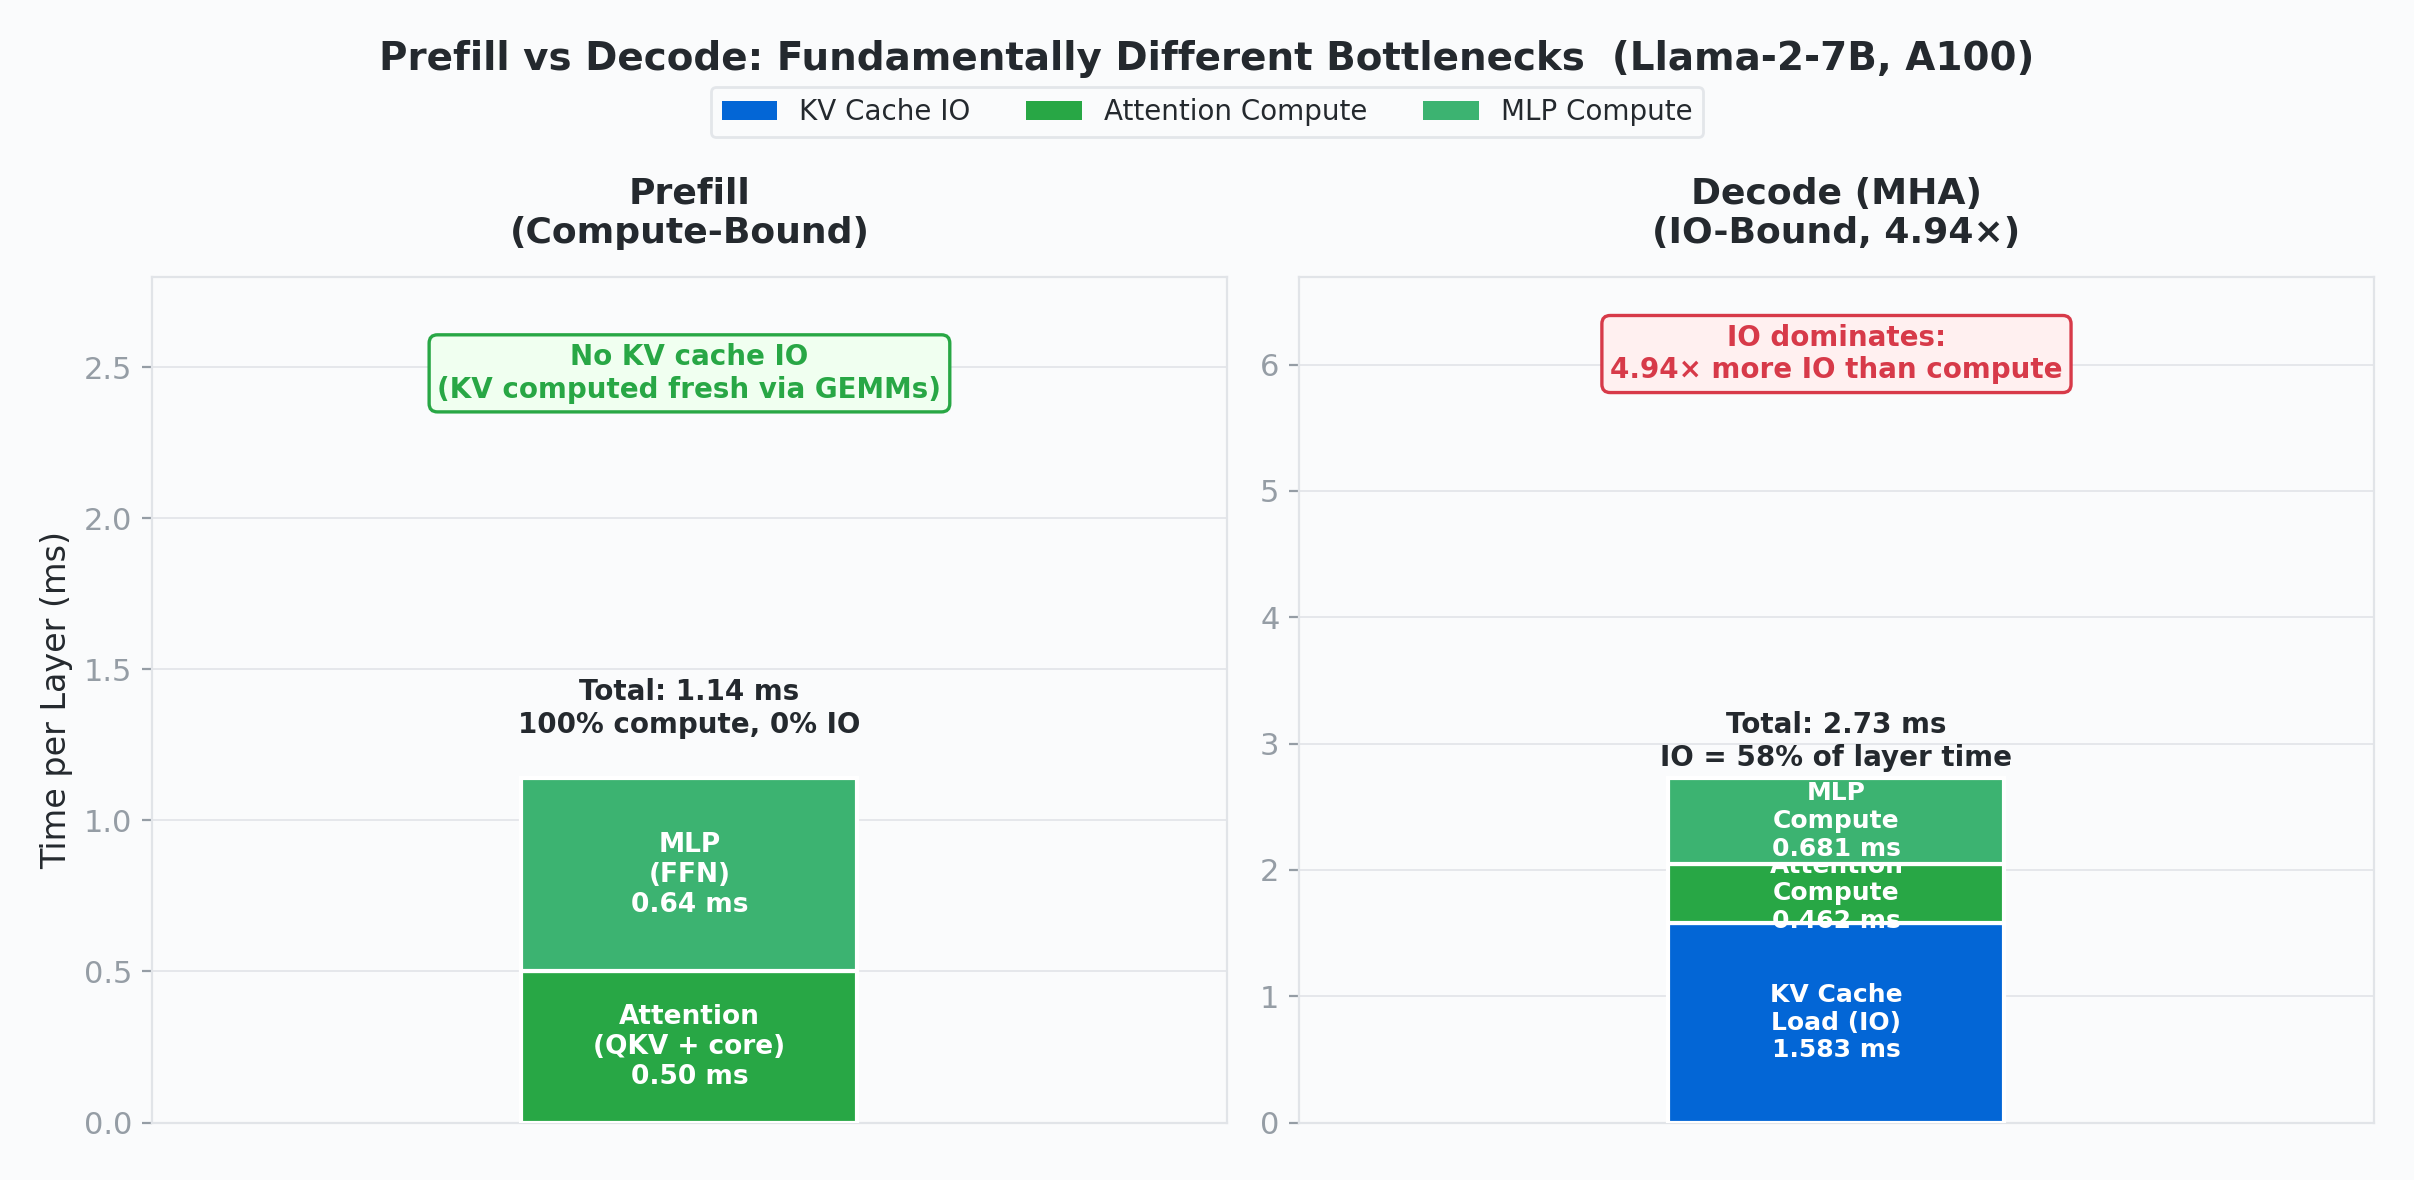 Prefill vs Decode: Fundamentally Different Bottlenecks (Llama-2-7B, A100)
KV Cache IO
Attention Compute
MLP Compute
Prefill
(Compute-Bound)
Time per Layer (ms)
2.5
2.0
1.5
1.0
0.5
0.0
No KV cache IO
(KV computed fresh via GEMMs)
Total: 1.14 ms
100% compute, 0% IO
MLP
(FFN)
0.64 ms
Attention
(QKV + core)
0.50 ms
Decode (MHA)
(IO-Bound, 4.94×)
6
5
4
3
2
1
0
IO dominates:
4.94× more IO than compute
Total: 2.73 ms
IO = 58% of layer time
MLP
Compute
0.681 ms
Attention
Compute
0.462 ms
KV Cache
Load (IO)
1.583 ms